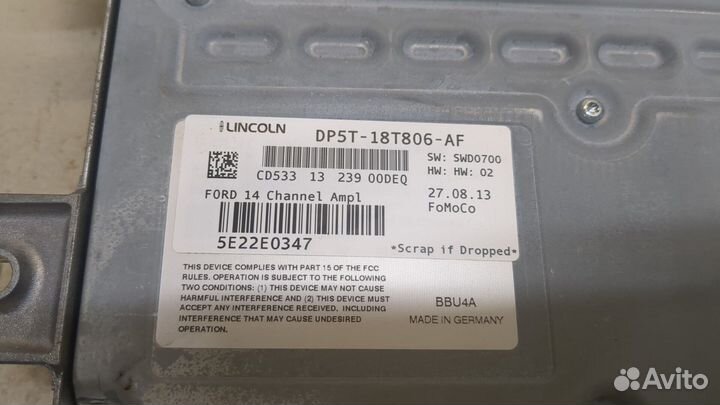 LINCOLN DP5T-18T806-AF
SW: SWD0700
CD533 13 239 00DEQ HW: HW: 02
FORD 14 Channel Ampl 27.08.13
FoMoCo
5E22E0347
*Scrap if Dropped*
THIS DEVICE COMPLIES WITH PART 15 OF THE FCC
RULES. OPERATION IS SUBJECT TO THE FOLLOWING
TWO CONDITIONS: (1) THIS DEVICE MAY NOT CAUSE
HARMFUL INTERFERENCE AND (2) THIS DEVICE MUST
ACCEPT ANY INTERFERENCE RECEIVED, INCLUDING
INTERFERENCE THAT MAY CAUSE UNDESIRED
OPERATION.
BBU4A
MADE IN GERMANY
Avito